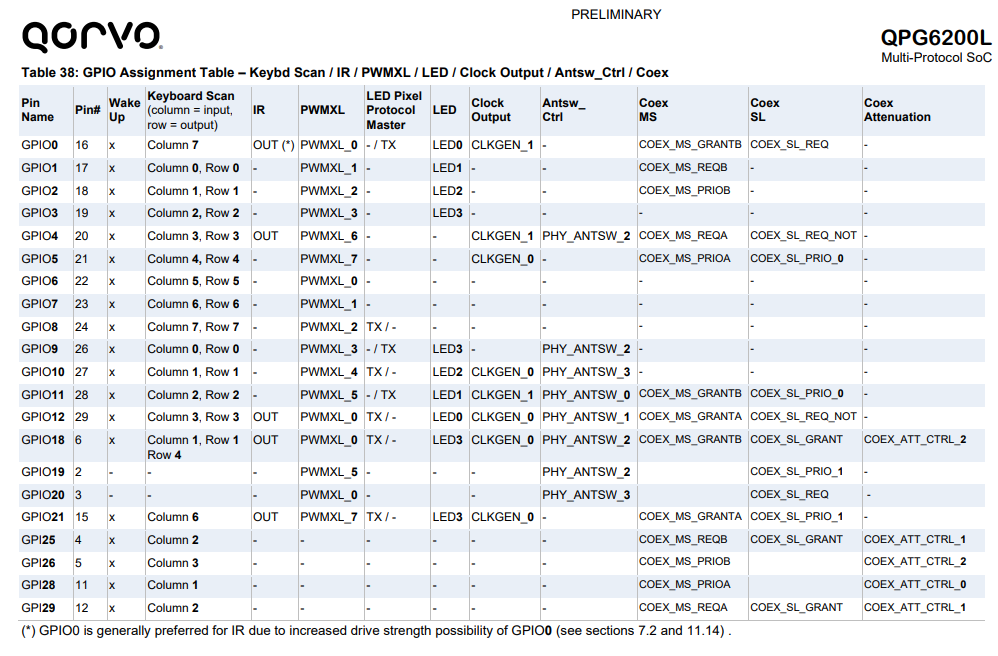 PRELIMINARY
QORVO®
QPG6200L
Multi-Protocol SoC
Table 38: GPIO Assignment Table – Keybd Scan / IR / PWMXL / LED / Clock Output / Antsw_Ctrl / Coex
Pin Name | Pin# | Wake Up | Keyboard Scan (column = input, row = output) | IR | PWMXL | LED Pixel Protocol Master | LED | Clock Output | Antsw_ Ctrl | Coex MS | Coex SL | Coex Attenuation
GPIO0 | 16 | x | Column 7 | OUT (*) | PWMXL_0 | - / TX | LED0 | CLKGEN_1 | - | COEX_MS_GRANTB | COEX_SL_REQ | -
GPIO1 | 17 | x | Column 0, Row 0 | - | PWMXL_1 | - | LED1 | - | - | COEX_MS_REQB | - | -
GPIO2 | 18 | x | Column 1, Row 1 | - | PWMXL_2 | - | LED2 | - | - | COEX_MS_PRIOB | - | -
GPIO3 | 19 | x | Column 2, Row 2 | - | PWMXL_3 | - | LED3 | - | - | - | - | -
GPIO4 | 20 | x | Column 3, Row 3 | OUT | PWMXL_6 | - | - | CLKGEN_1 | PHY_ANTSW_2 | COEX_MS_REQA | COEX_SL_REQ_NOT | -
GPIO5 | 21 | x | Column 4, Row 4 | - | PWMXL_7 | - | - | CLKGEN_0 | - | COEX_MS_PRIOA | COEX_SL_PRIO_0 | -
GPIO6 | 22 | x | Column 5, Row 5 | - | PWMXL_0 | - | - | - | - | - | - | -
GPIO7 | 23 | x | Column 6, Row 6 | - | PWMXL_1 | - | - | - | - | - | - | -
GPIO8 | 24 | x | Column 7, Row 7 | - | PWMXL_2 | TX / - | - | - | - | - | - | -
GPIO9 | 26 | x | Column 0, Row 0 | - | PWMXL_3 | - / TX | LED3 | - | PHY_ANTSW_2 | - | - | -
GPIO10 | 27 | x | Column 1, Row 1 | - | PWMXL_4 | TX / - | LED2 | CLKGEN_0 | PHY_ANTSW_3 | - | - | -
GPIO11 | 28 | x | Column 2, Row 2 | - | PWMXL_5 | - / TX | LED1 | CLKGEN_1 | PHY_ANTSW_0 | COEX_MS_GRANTB | COEX_SL_PRIO_0 | -
GPIO12 | 29 | x | Column 3, Row 3 | OUT | PWMXL_0 | TX / - | LED0 | CLKGEN_0 | PHY_ANTSW_1 | COEX_MS_GRANTA | COEX_SL_REQ_NOT | -
GPIO18 | 6 | x | Column 1, Row 1 Row 4 | OUT | PWMXL_0 | TX / - | LED3 | CLKGEN_0 | PHY_ANTSW_2 | COEX_MS_GRANTB | COEX_SL_GRANT | COEX_ATT_CTRL_2
GPIO19 | 2 | - | - | | PWMXL_5 | - | - | - | PHY_ANTSW_2 | | COEX_SL_PRIO_1 | -
GPIO20 | 3 | - | - | - | PWMXL_0 | - | - | - | PHY_ANTSW_3 | | COEX_SL_REQ | -
GPIO21 | 15 | x | Column 6 | OUT | PWMXL_7 | TX / - | LED3 | CLKGEN_0 | - | COEX_MS_GRANTA | COEX_SL_PRIO_1 | -
GPI25 | 4 | x | Column 2 | - | - | - | - | - | - | COEX_MS_REQB | COEX_SL_GRANT | COEX_ATT_CTRL_1
GPI26 | 5 | x | Column 3 | - | - | - | - | - | - | COEX_MS_PRIOB | | COEX_ATT_CTRL_2
GPI28 | 11 | x | Column 1 | - | - | - | - | - | - | COEX_MS_PRIOA | | COEX_ATT_CTRL_0
GPI29 | 12 | x | Column 2 | - | - | - | - | - | - | COEX_MS_REQA | COEX_SL_GRANT | COEX_ATT_CTRL_1
(*) GPIO0 is generally preferred for IR due to increased drive strength possibility of GPIO0 (see sections 7.2 and 11.14) .